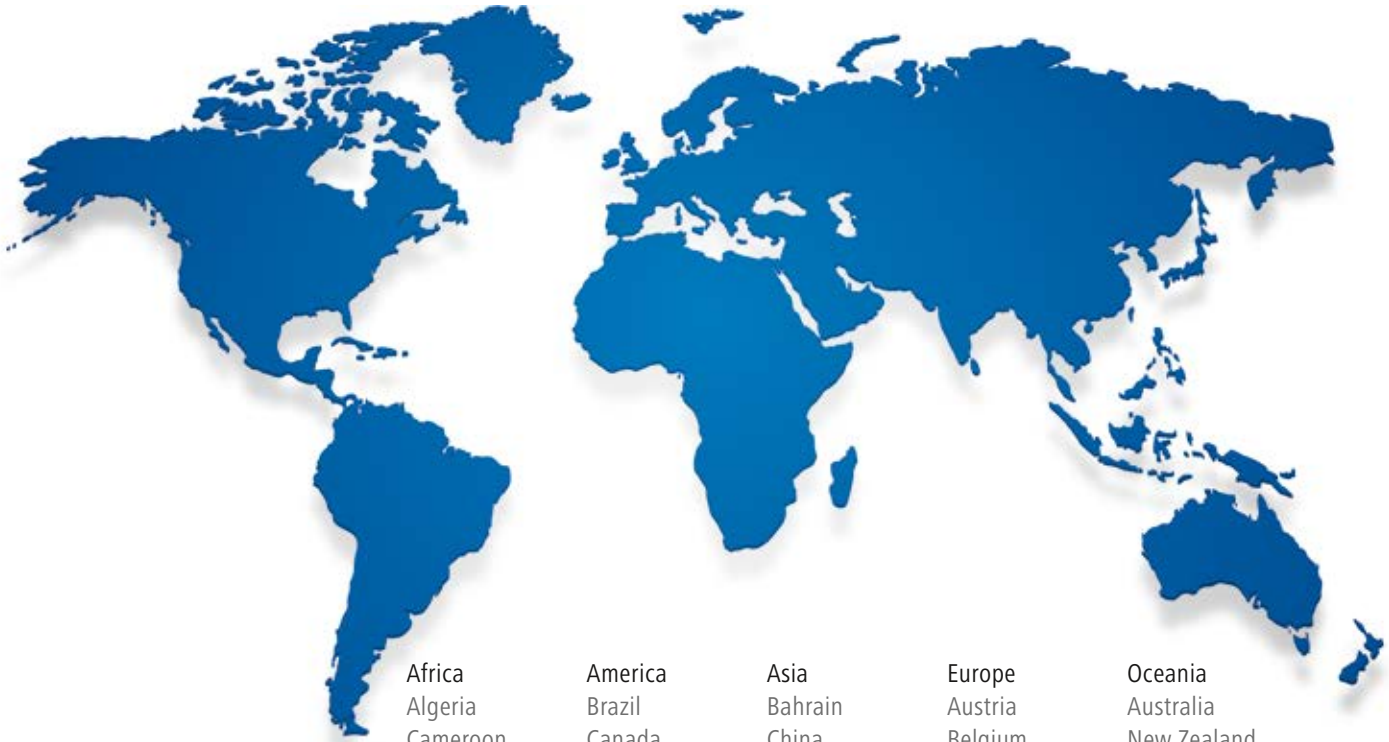 Africa America Asia Europe Oceania
Algeria Brazil Bahrain Austria Australia
Cameroon Canada China Belgium New Zealand